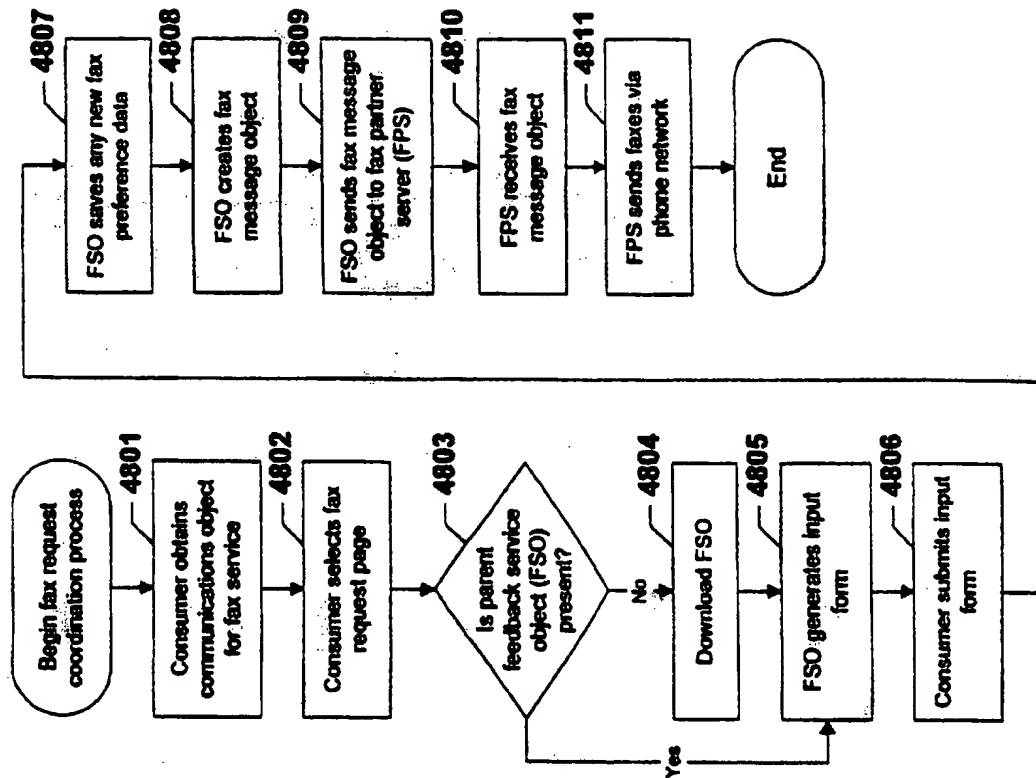 Begin fax request
coordination process
4801
Consumer obtains
communications object
for fax service
4802
Consumer selects fax
request page
4803
Is parent
feedback service
object (FSO)
present?
Yes
No
4804
Download FSO
4805
FSO generates input
form
4806
Consumer submits input
form
4807
FSO saves any new fax
preference data
4808
FSO creates fax
message object
4809
FSO sends fax message
object to fax partner
server (FPS)
4810
FPS receives fax
message object
4811
FPS sends faxes via
phone network
End